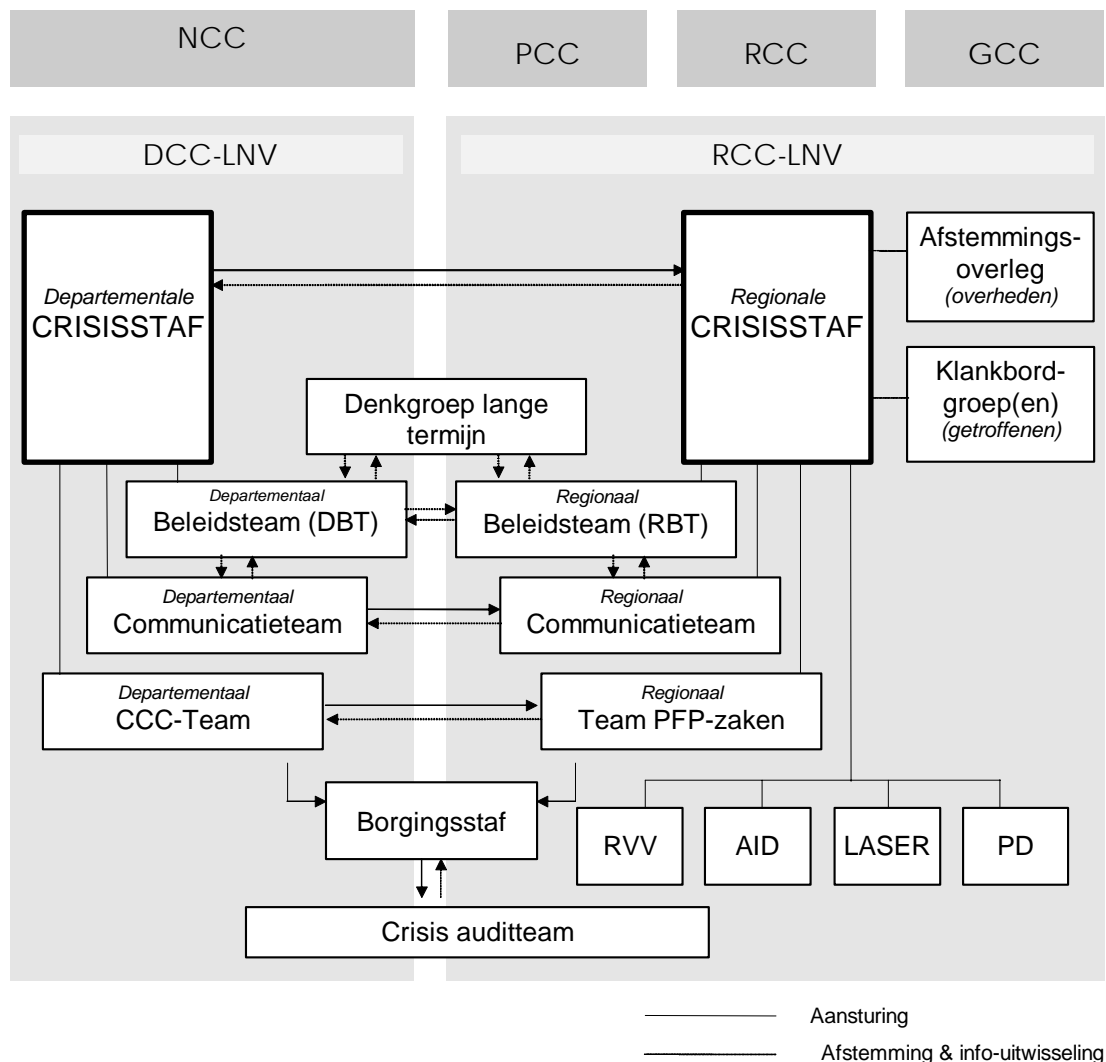 NCC
PCC
RCC
GCC
DCC-LNV
RCC-LNV
Departementale
CRISISSTAF
Regionale
CRISISSTAF
Afstemmings-
overleg
(overheden)
Klankbord-
groep(en)
(getroffenen)
Denkgroep lange
termijn
Departementaal
Beleidsteam (DBT)
Regionaal
Beleidsteam (RBT)
Departementaal
Communicatieteam
Regionaal
Communicatieteam
Departementaal
CCC-Team
Regionaal
Team PFP-zaken
Borgingsstaf
RVV
AID
LASER
PD
Crisis auditteam
Aansturing
Afstemming & info-uitwisseling